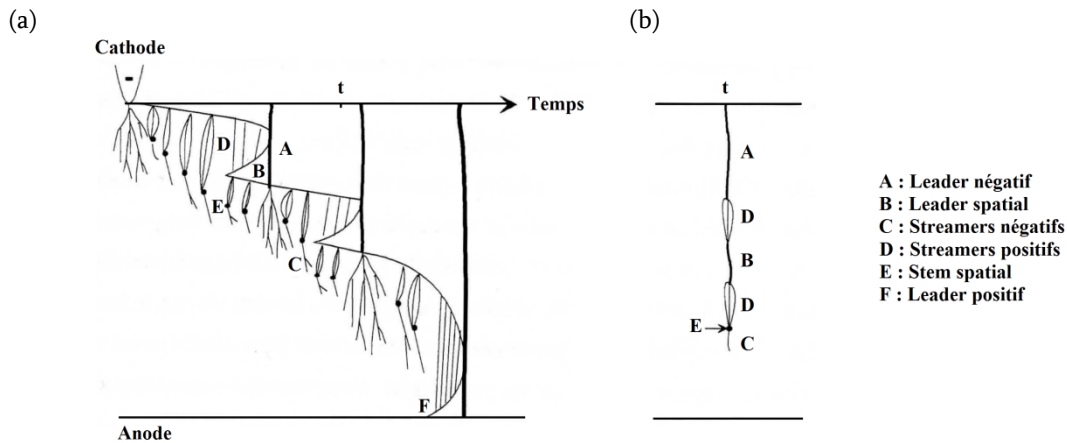 (a)
Cathode
-
t
Temps
D
A
B
E
C
F
Anode
(b)
t
A
D
B
D
E
C
A : Leader négatif
B : Leader spatial
C : Streamers négatifs
D : Streamers positifs
E : Stem spatial
F : Leader positif